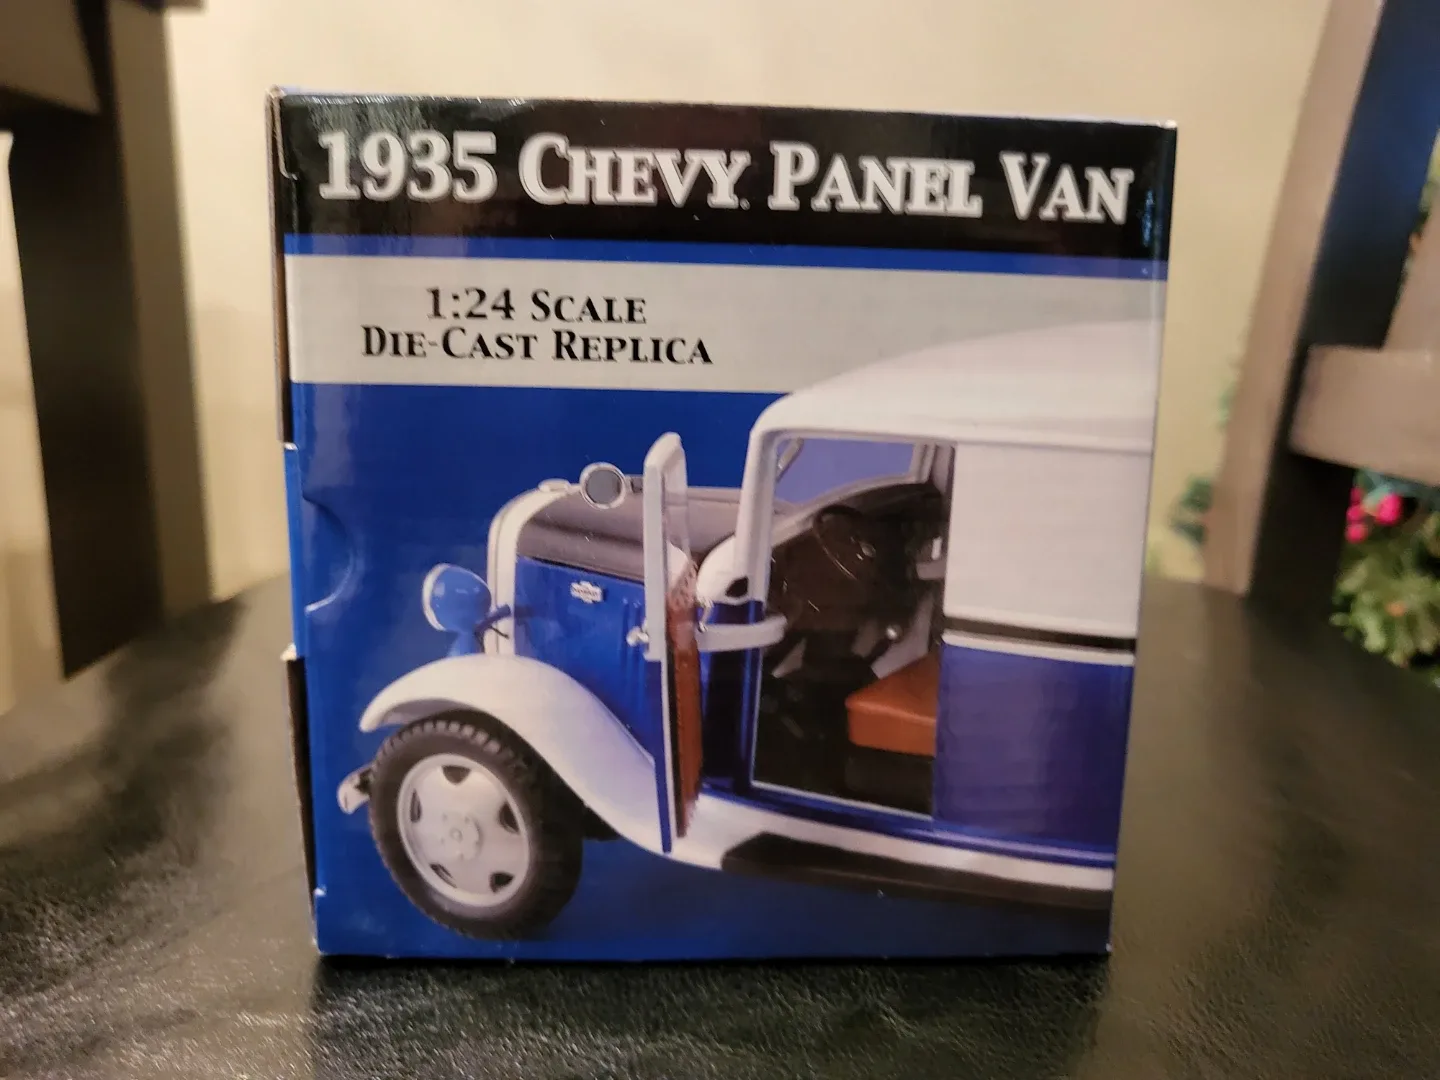 1935 CHEVY PANEL VAN
1:24 SCALE
DIE-CAST REPLICA